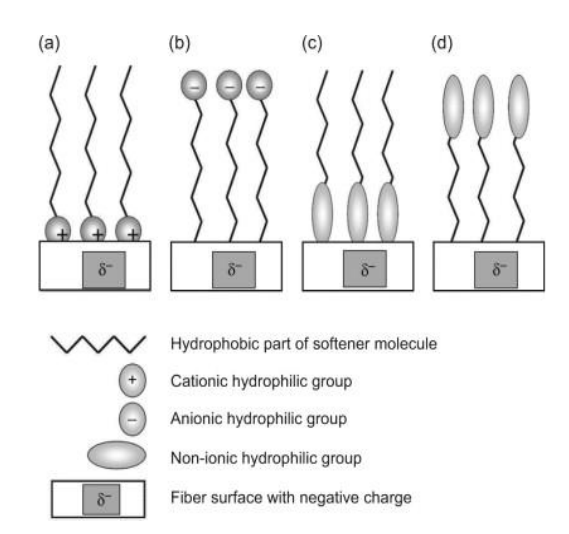 (a) (b) (c) (d)
− − −
+ + +
δ− δ− δ− δ−
Hydrophobic part of softener molecule
+ Cationic hydrophilic group
− Anionic hydrophilic group
Non-ionic hydrophilic group
δ− Fiber surface with negative charge